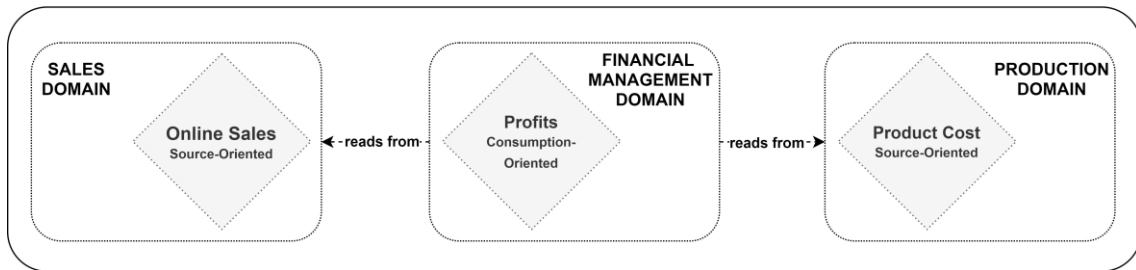 SALES
DOMAIN
Online Sales
Source-Oriented
reads from
FINANCIAL
MANAGEMENT
DOMAIN
Profits
Consumption-
Oriented
reads from
PRODUCTION
DOMAIN
Product Cost
Source-Oriented